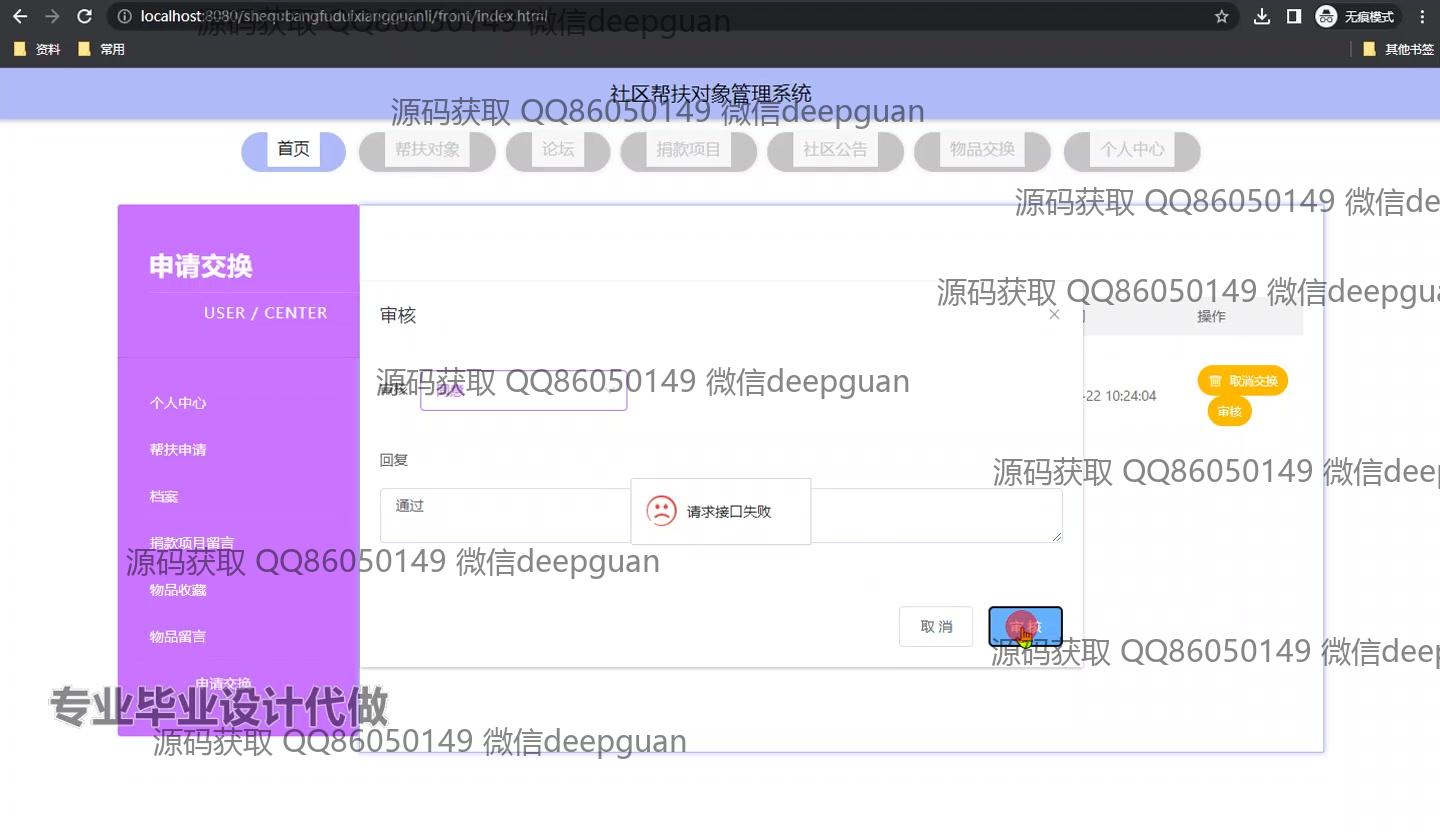 localhost:8080/shequbangfuduixiangguanli/front/index.html
无痕模式
源码获取 QQ86050149 微信deepguan
资料
常用
其他书签
社区帮扶对象管理系统
源码获取 QQ86050149 微信deepguan
首页
帮扶对象
论坛
捐款项目
社区公告
物品交换
个人中心
源码获取 QQ86050149 微信de
申请交换
USER / CENTER
源码获取 QQ86050149 微信deepgua
审核
操作
源码获取 QQ86050149 微信deepguan
-22 10:24:04
取消交换
审核
个人中心
帮扶申请
回复
源码获取 QQ86050149 微信deep
档案
通过
请求接口失败
捐款项目留言
源码获取 QQ86050149 微信deepguan
物品收藏
物品留言
取 消
审 核
源码获取 QQ86050149 微信deep
申请交换
专业毕业设计代做
源码获取 QQ86050149 微信deepguan